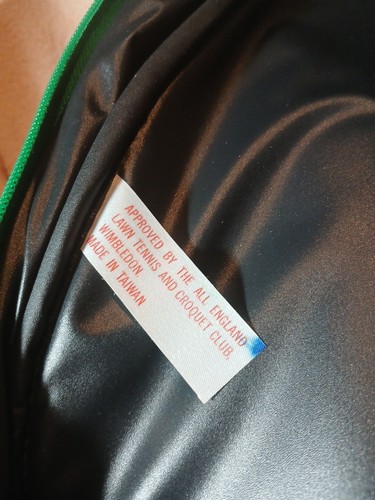 APPROVED BY THE ALL ENGLAND
LAWN TENNIS AND CROQUET CLUB,
WIMBLEDON.
MADE IN TAIWAN